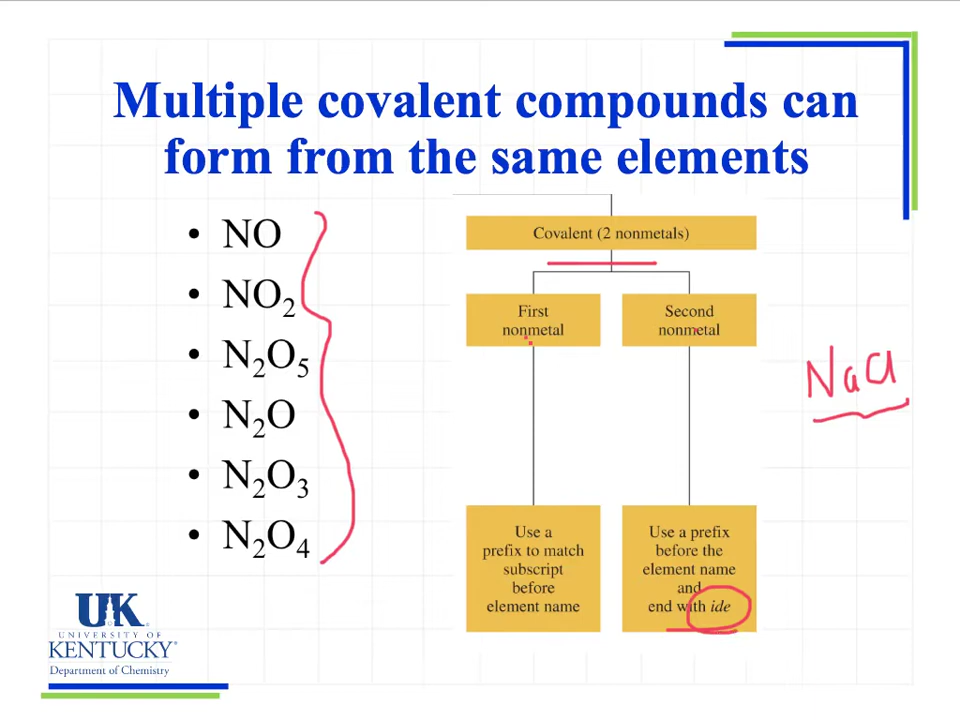 Multiple covalent compounds can
form from the same elements
• NO
• NO₂
• N₂O₅
• N₂O
• N₂O₃
• N₂O₄
Covalent (2 nonmetals)
First
nonmetal
Second
nonmetal
Use a
prefix to match
subscript
before
element name
Use a prefix
before the
element name
and
end with ide
NaCl
UK
UNIVERSITY OF
KENTUCKY®
Department of Chemistry